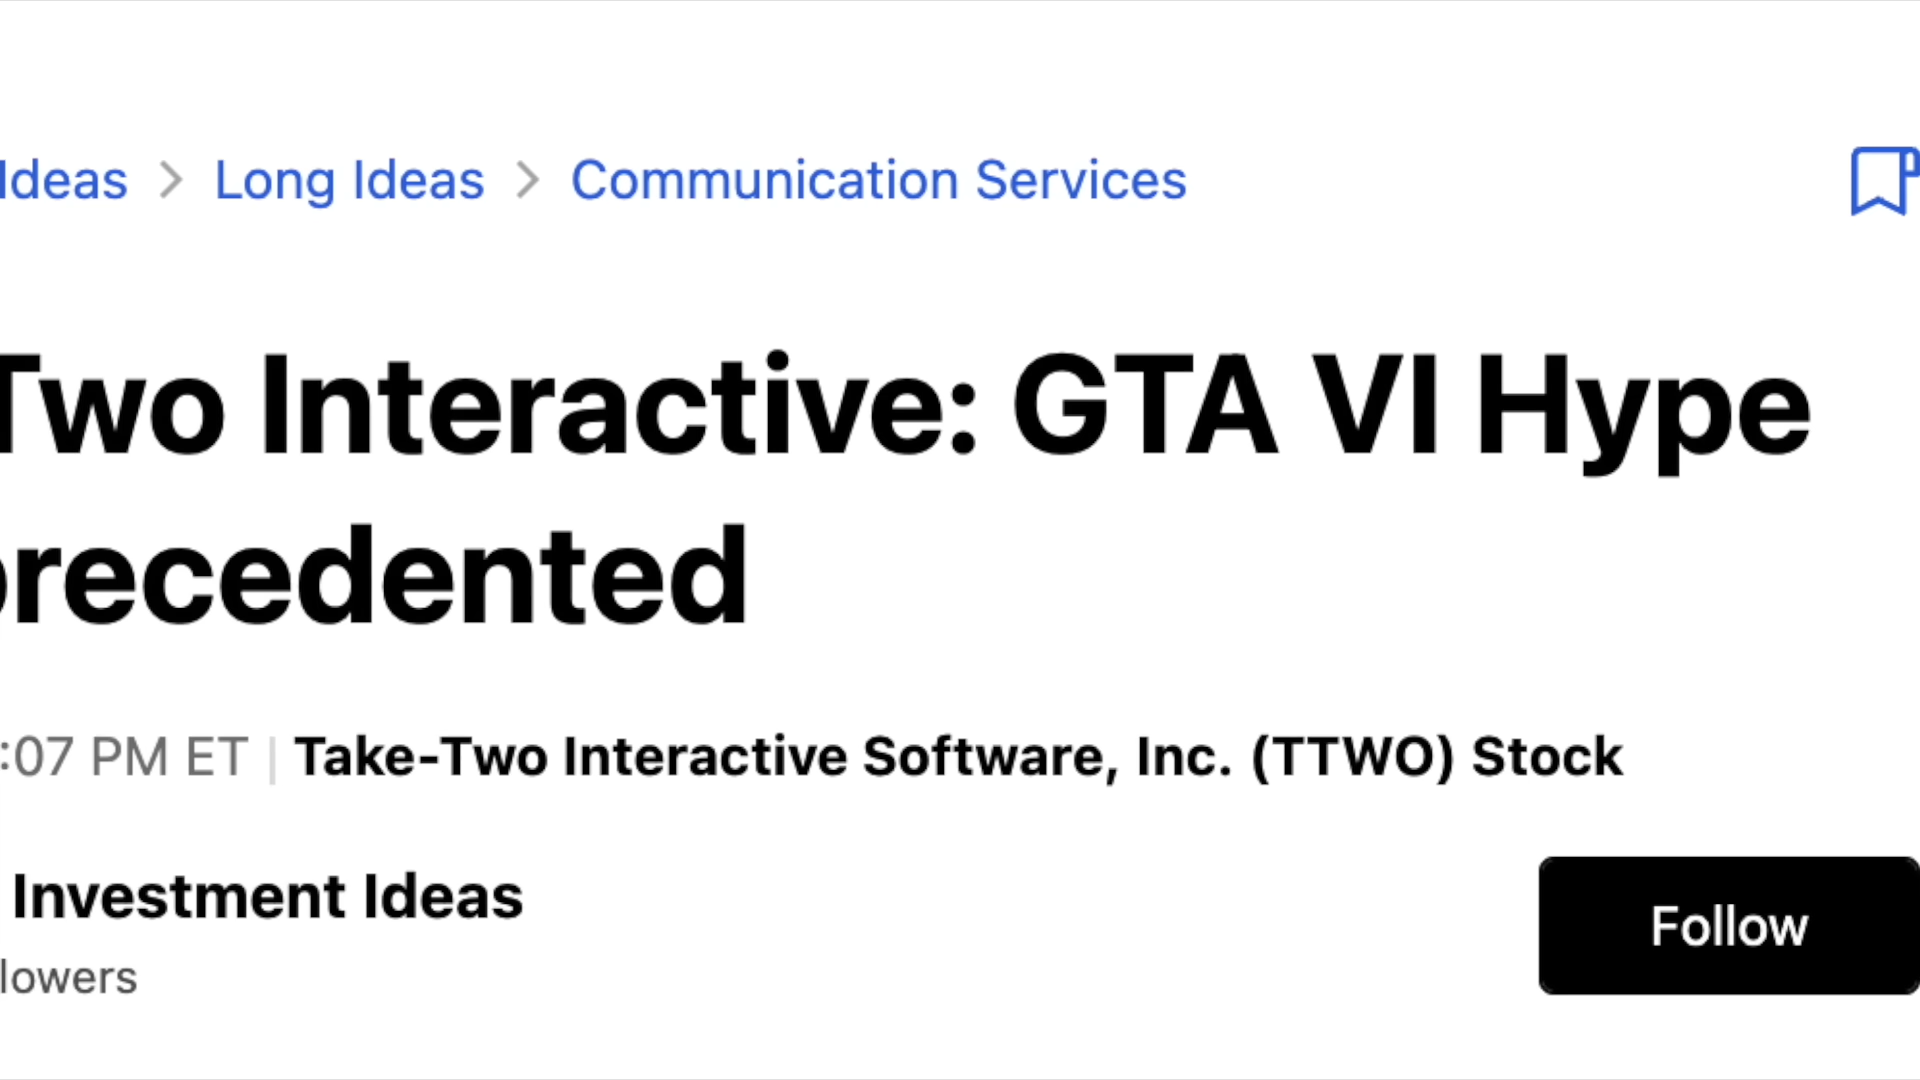 Ideas > Long Ideas > Communication Services
Two Interactive: GTA VI Hype
precedented
:07 PM ET | Take-Two Interactive Software, Inc. (TTWO) Stock
Investment Ideas
Follow
lowers